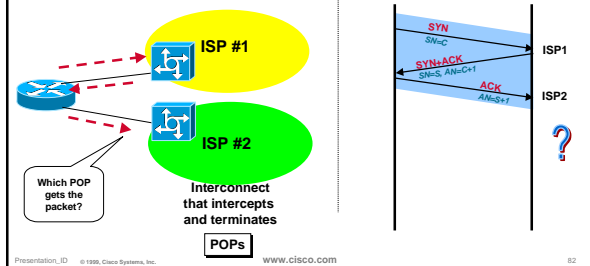 ISP #1
ISP #2
Which POP
gets the
packet?
Interconnect
that intercepts
and terminates
POPs
SYN
SN=C
SYN+ACK
SN=S, AN=C+1
ACK
AN=S+1
ISP1
ISP2
?
Presentation_ID
© 1999, Cisco Systems, Inc.
www.cisco.com
82